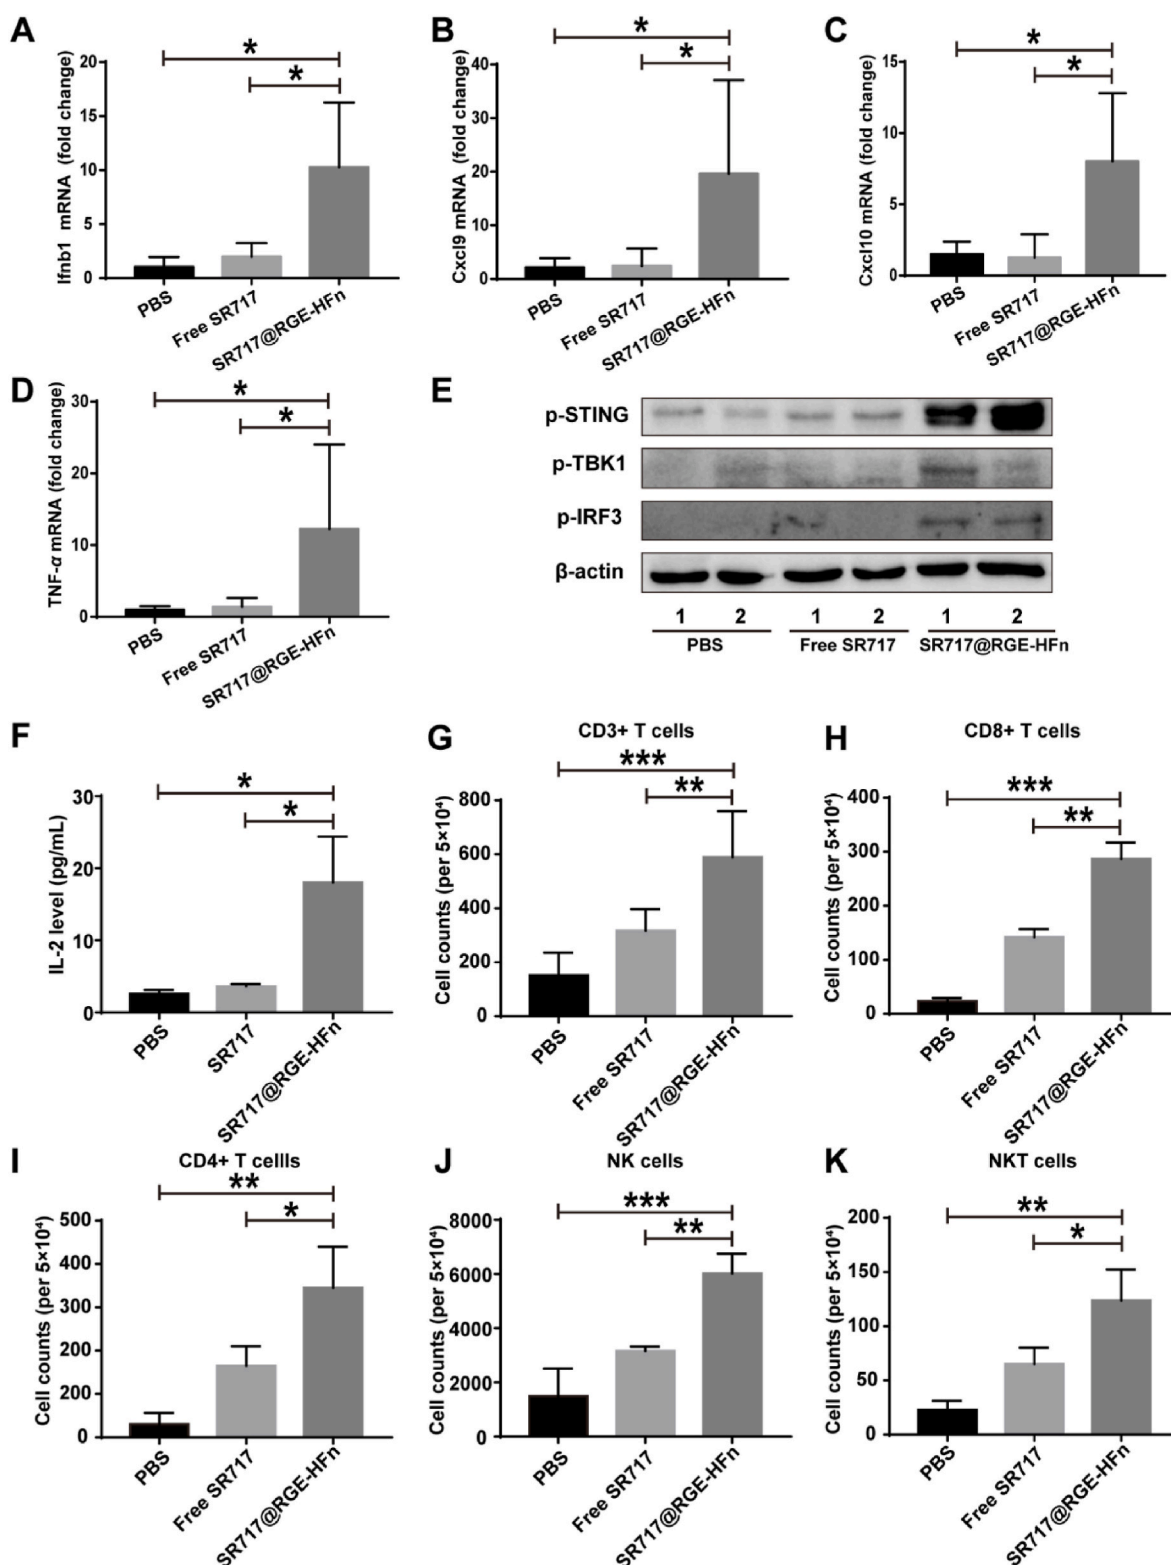 A
*
*
Ifnb1 mRNA (fold change)
20
15
10
5
0
PBS
Free SR717
SR717@RGE-HFn
B
*
*
Cxcl9 mRNA (fold change)
40
30
20
10
0
PBS
Free SR717
SR717@RGE-HFn
C
*
*
Cxcl10 mRNA (fold change)
15
10
5
0
PBS
Free SR717
SR717@RGE-HFn
D
*
*
TNF-α mRNA (fold change)
30
20
10
0
PBS
Free SR717
SR717@RGE-HFn
E
p-STING
p-TBK1
p-IRF3
β-actin
1 2 1 2 1 2
PBS Free SR717 SR717@RGE-HFn
F
*
*
IL-2 level (pg/mL)
30
20
10
0
PBS
SR717
SR717@RGE-HFn
G
CD3+ T cells
***
**
Cell counts (per 5×10⁴)
800
600
400
200
0
PBS
Free SR717
SR717@RGE-HFn
H
CD8+ T cells
***
**
Cell counts (per 5×10⁴)
400
300
200
100
0
PBS
Free SR717
SR717@RGE-HFn
I
CD4+ T cellls
**
*
Cell counts (per 5×10⁴)
500
400
300
200
200
0
PBS
Free SR717
SR717@RGE-HFn
J
NK cells
***
**
Cell counts (per 5×10⁴)
8000
6000
4000
2000
0
PBS
Free SR717
SR717@RGE-HFn
K
NKT cells
**
*
Cell counts (per 5×10⁴)
200
150
100
50
0
PBS
Free SR717
SR717@RGE-HFn